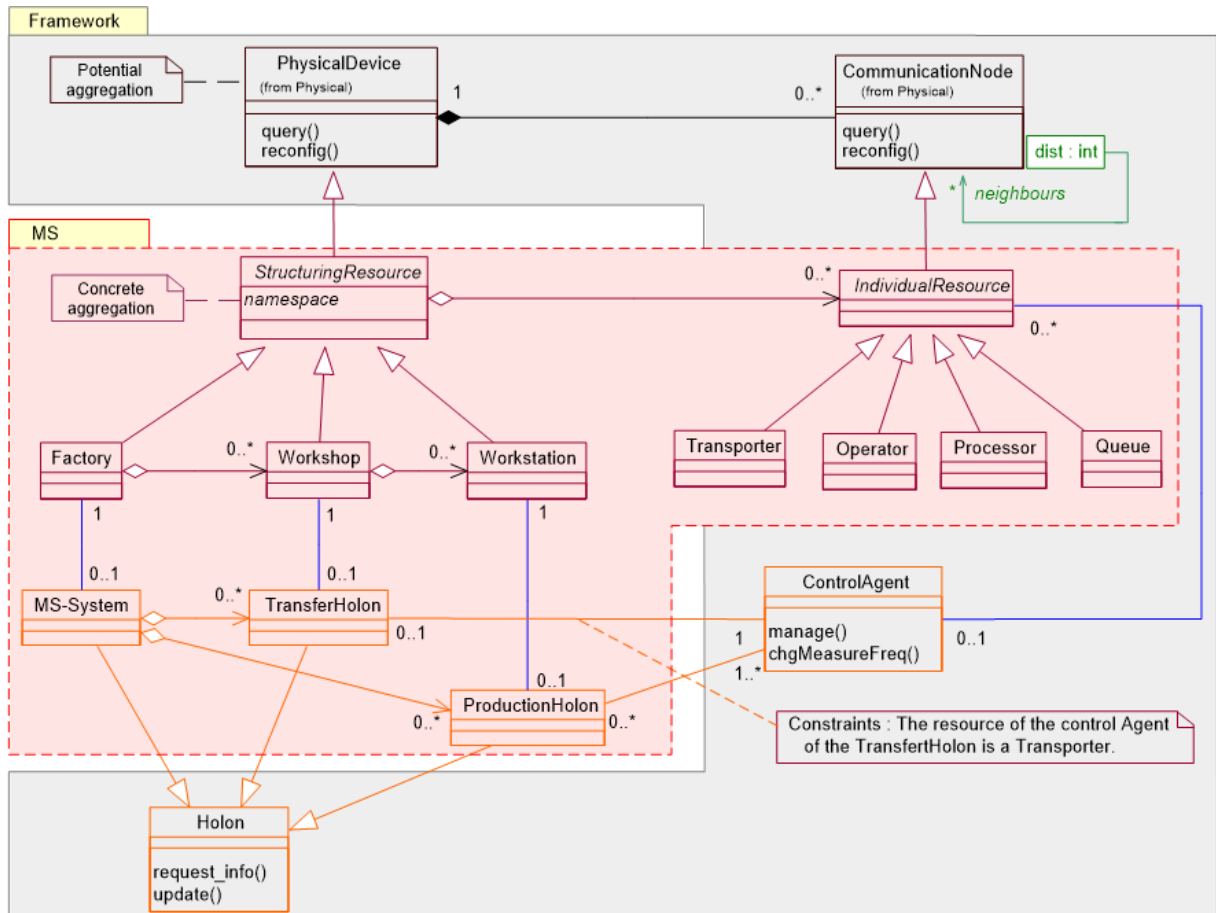 Framework
Potential
aggregation
PhysicalDevice
(from Physical)
query()
reconfig()
1
0..*
CommunicationNode
(from Physical)
query()
reconfig()
dist : int
*
neighbours
MS
Concrete
aggregation
StructuringResource
namespace
0..*
IndividualResource
0..*
Factory
0..*
Workshop
0..*
Workstation
Transporter
Operator
Processor
Queue
1
1
1
0..1
0..1
MS-System
0..*
TransferHolon
0..1
ControlAgent
manage()
chgMeasureFreq()
1
1..*
0..1
0..1
0..*
ProductionHolon
0..*
Constraints : The resource of the control Agent
of the TransfertHolon is a Transporter.
Holon
request_info()
update()